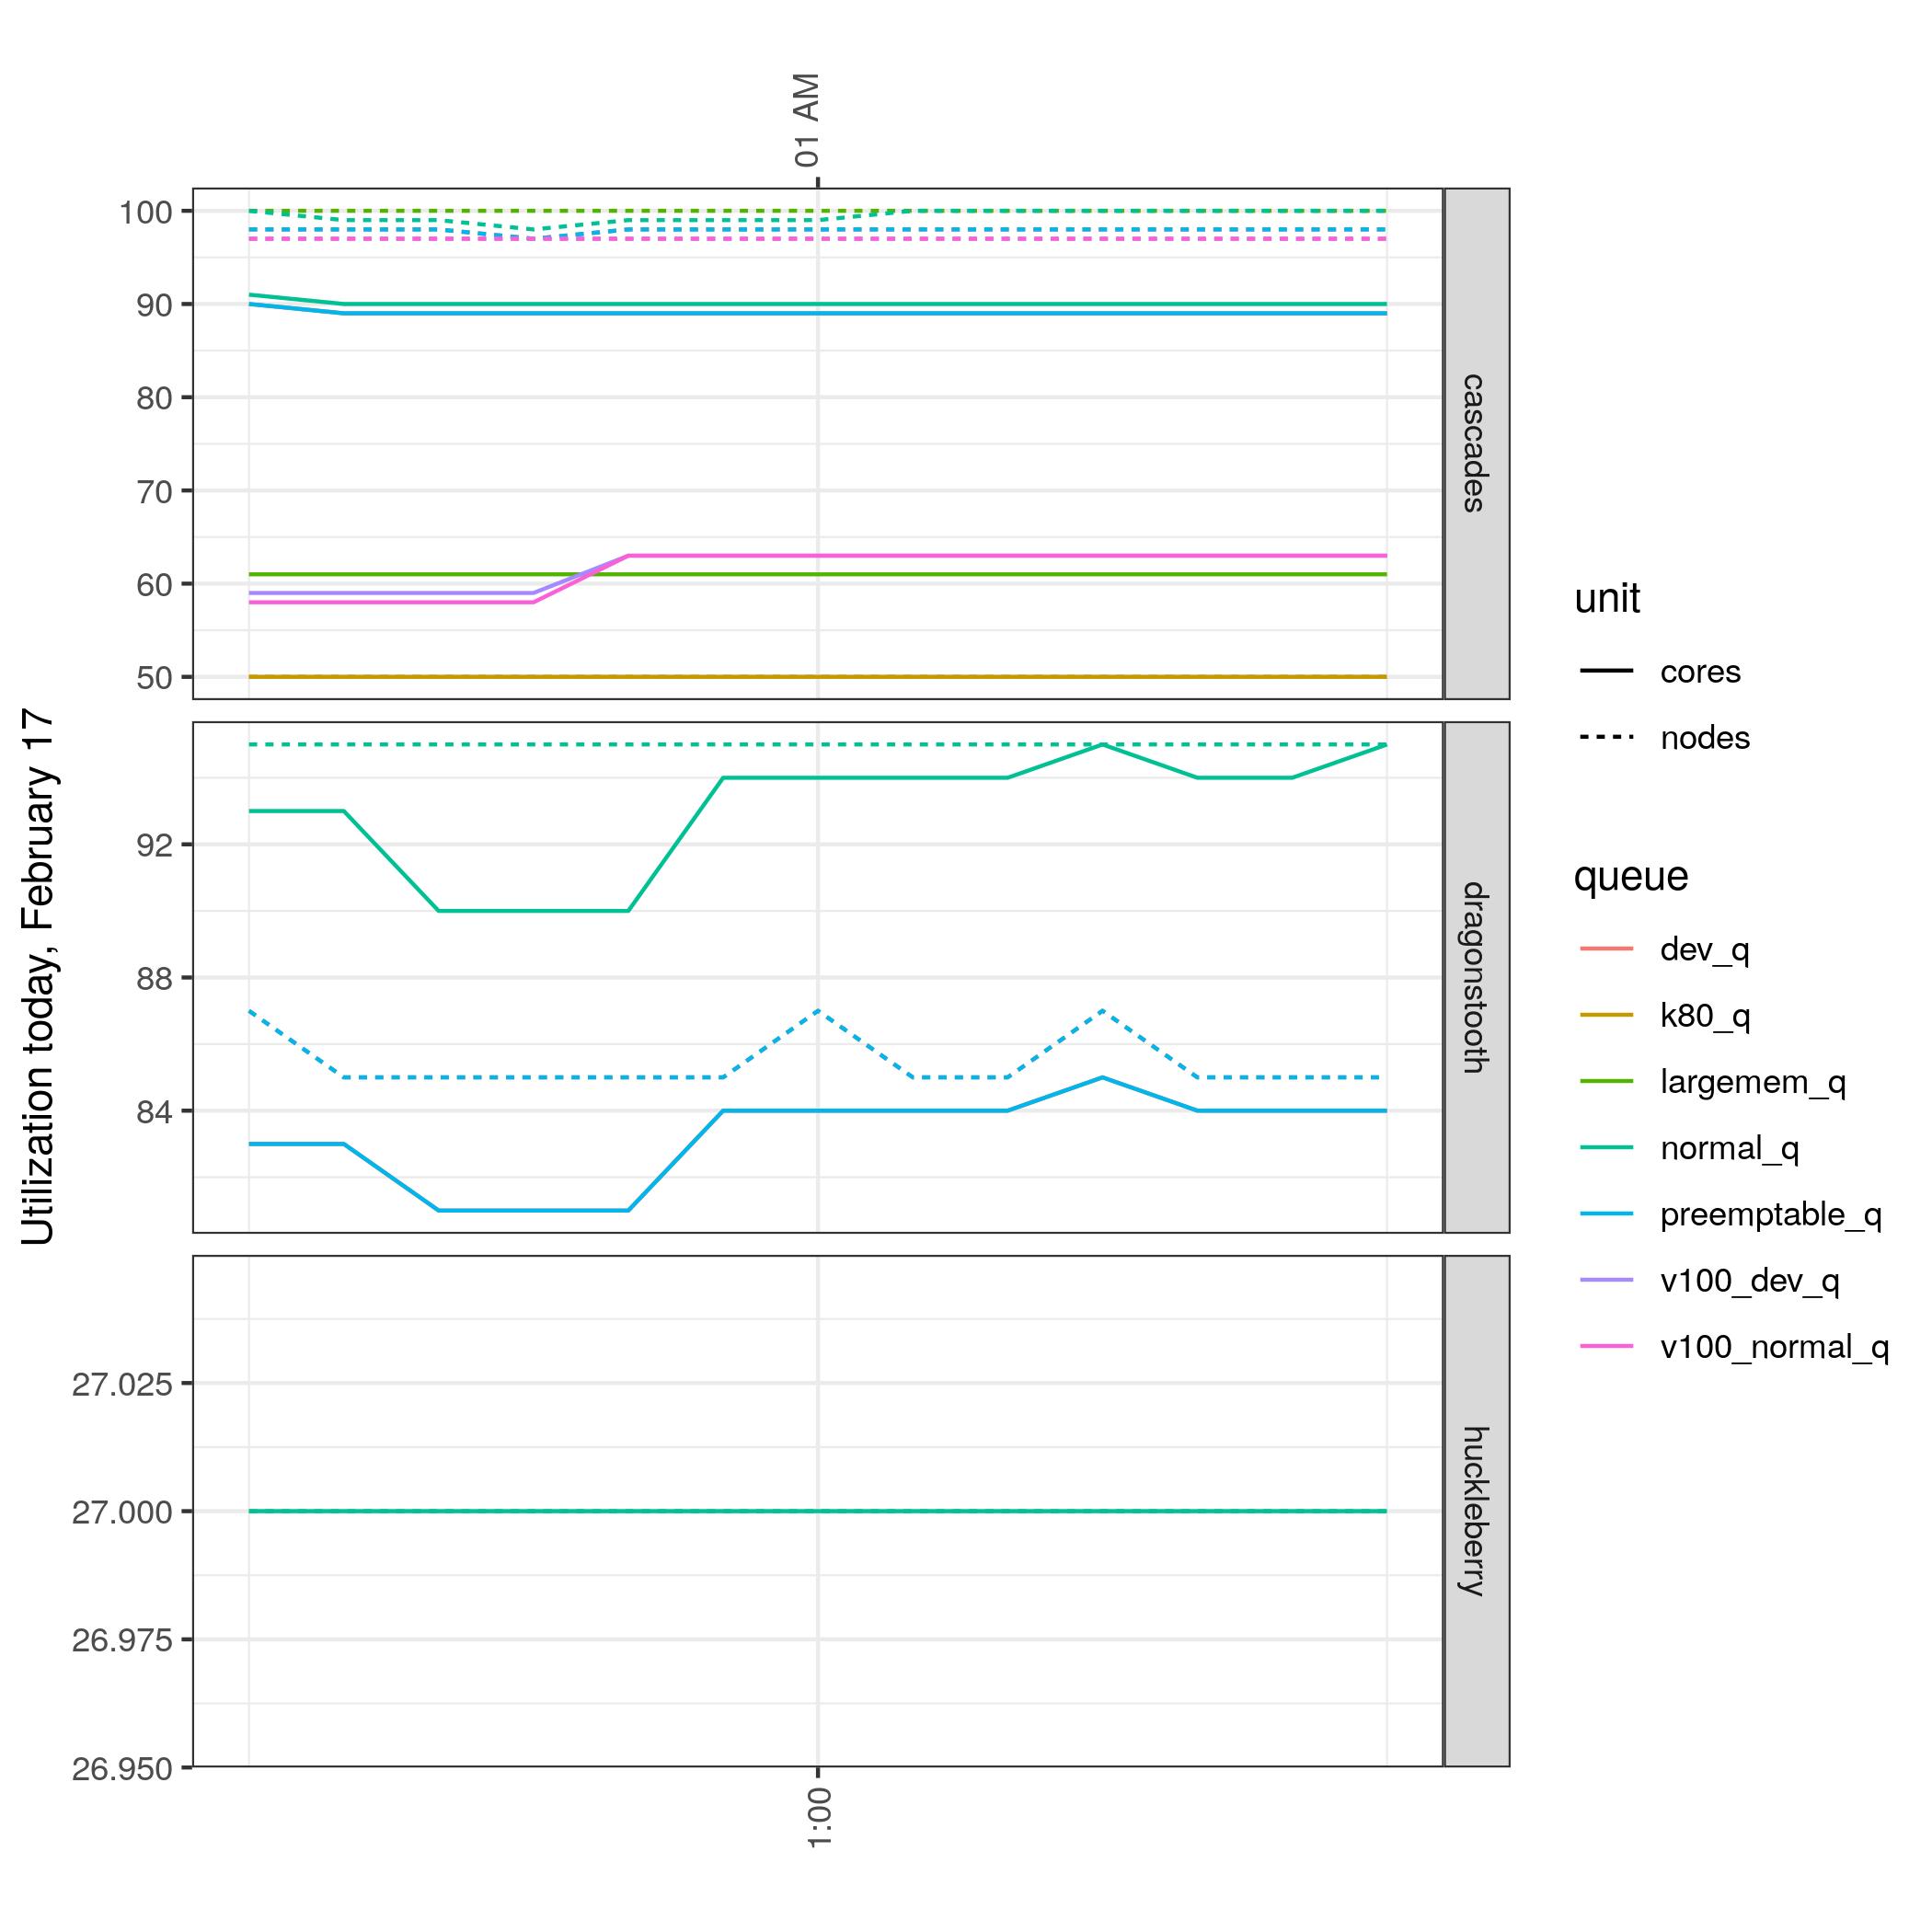 01 AM
100
90
80
70
60
50
cascades
92
88
84
dragonstooth
27.025
27.000
26.975
26.950
huckleberry
1:00
Utilization today, February 17
unit
cores
nodes
queue
dev_q
k80_q
largemem_q
normal_q
preemptable_q
v100_dev_q
v100_normal_q